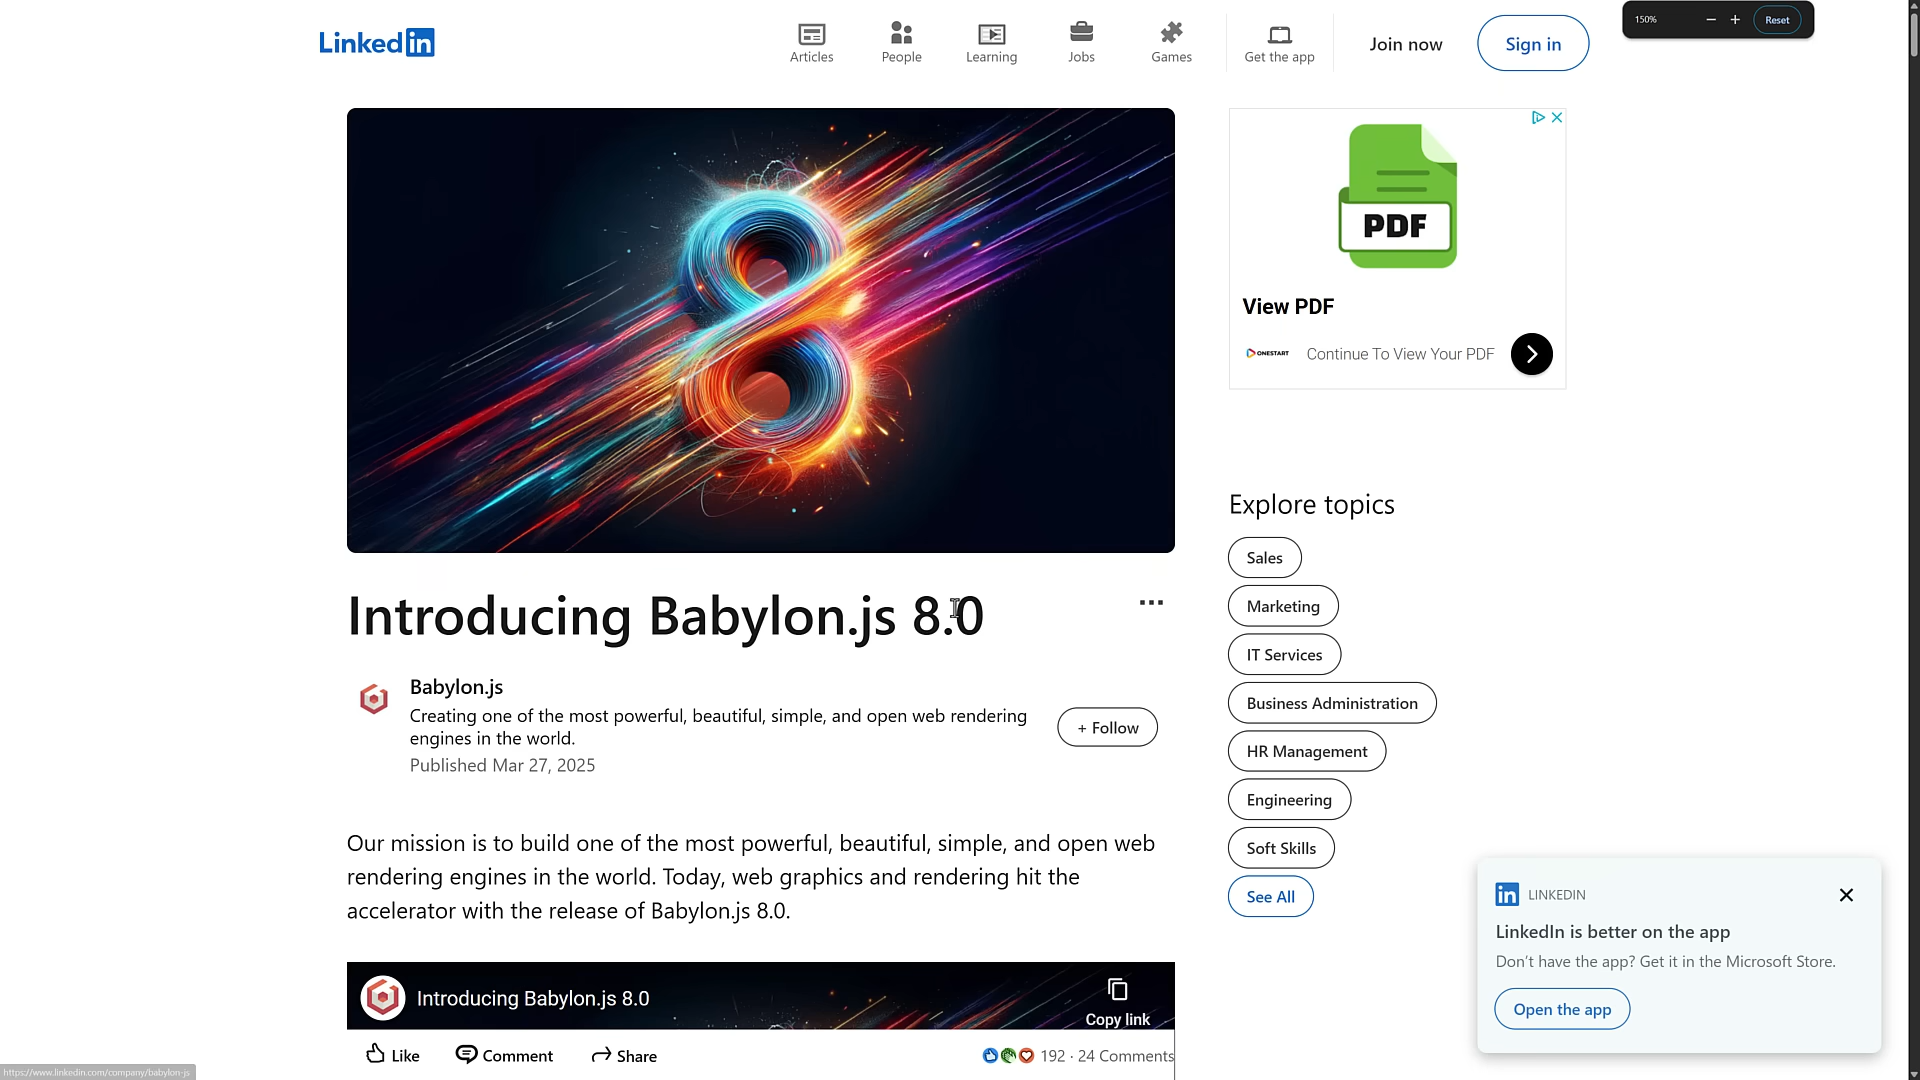 LinkedIn
Articles
People
Learning
Jobs
Games
Get the app
Join now
Sign in
150%
Reset
PDF
View PDF
ONESTART
Continue To View Your PDF
Explore topics
Sales
Marketing
IT Services
Business Administration
HR Management
Engineering
Soft Skills
See All
Introducing Babylon.js 8.0
Babylon.js
Creating one of the most powerful, beautiful, simple, and open web rendering
engines in the world.
Published Mar 27, 2025
+ Follow
Our mission is to build one of the most powerful, beautiful, simple, and open web
rendering engines in the world. Today, web graphics and rendering hit the
accelerator with the release of Babylon.js 8.0.
Introducing Babylon.js 8.0
Copy link
Like
Comment
Share
192 · 24 Comments
LINKEDIN
LinkedIn is better on the app
Don't have the app? Get it in the Microsoft Store.
Open the app
https://www.linkedin.com/company/babylon-js